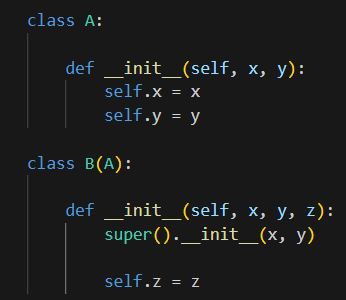 class A:
    def __init__(self, x, y):
        self.x = x
        self.y = y
class B(A):
    def __init__(self, x, y, z):
        super().__init__(x, y)
        self.z = z